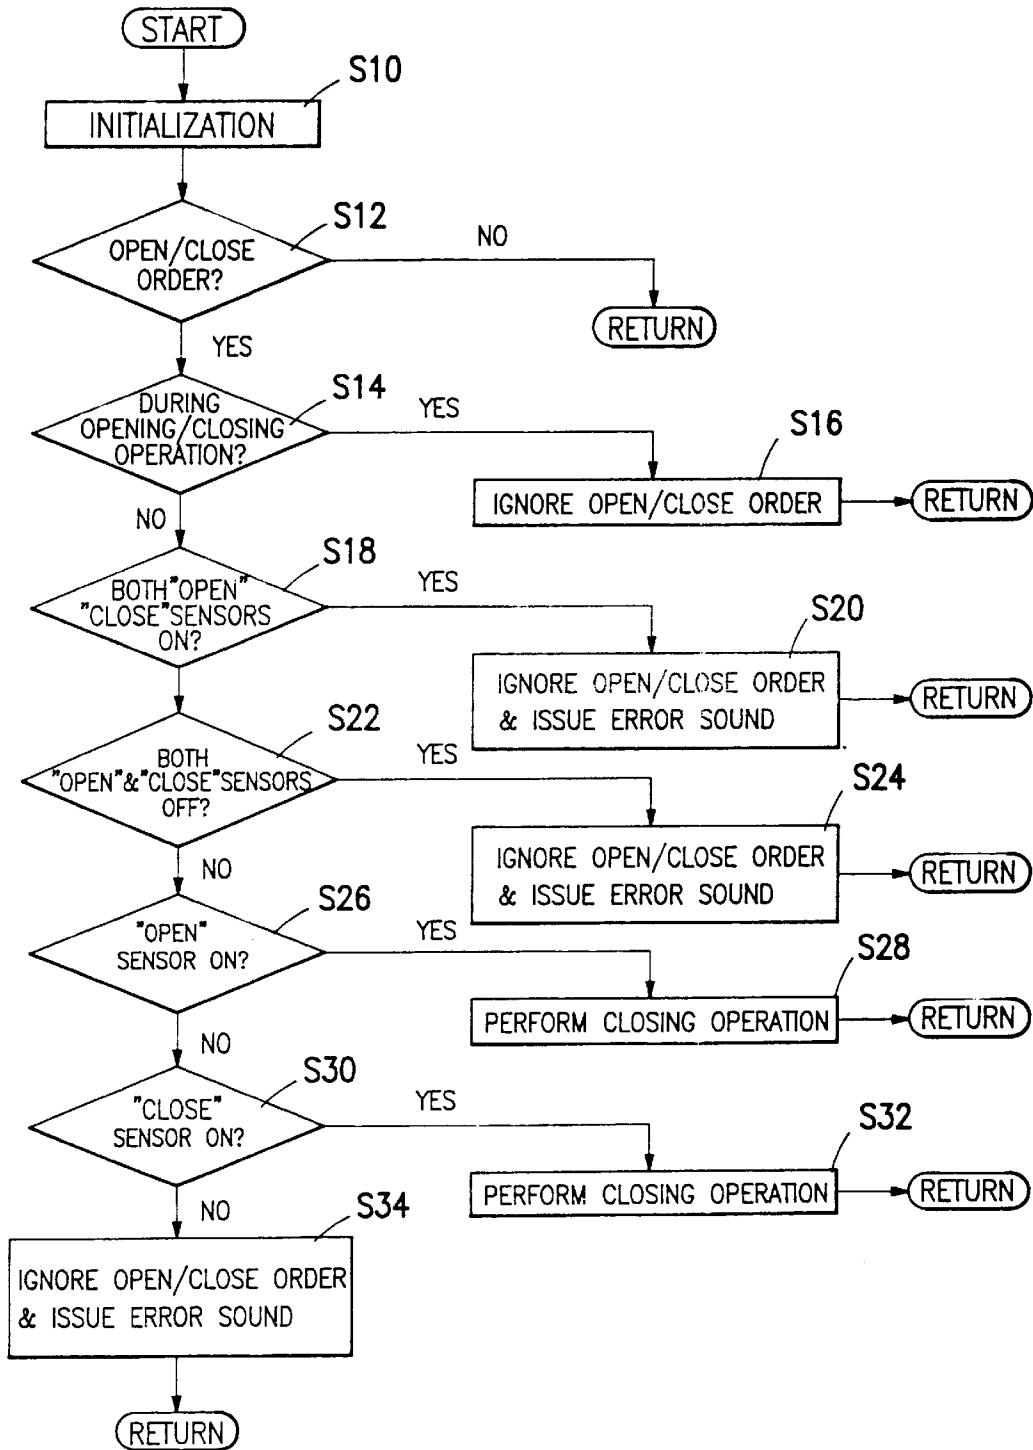 START
S10
INITIALIZATION
S12
OPEN/CLOSE
ORDER?
NO
RETURN
YES
S14
DURING
OPENING/CLOSING
OPERATION?
YES
S16
IGNORE OPEN/CLOSE ORDER
RETURN
NO
S18
BOTH"OPEN"
"CLOSE"SENSORS
ON?
YES
S20
IGNORE OPEN/CLOSE ORDER
& ISSUE ERROR SOUND
RETURN
S22
BOTH
"OPEN"&"CLOSE"SENSORS
OFF?
YES
S24
IGNORE OPEN/CLOSE ORDER
& ISSUE ERROR SOUND
RETURN
NO
S26
"OPEN"
SENSOR ON?
YES
S28
PERFORM CLOSING OPERATION
RETURN
NO
S30
"CLOSE"
SENSOR ON?
YES
S32
PERFORM CLOSING OPERATION
RETURN
NO
S34
IGNORE OPEN/CLOSE ORDER
& ISSUE ERROR SOUND
RETURN